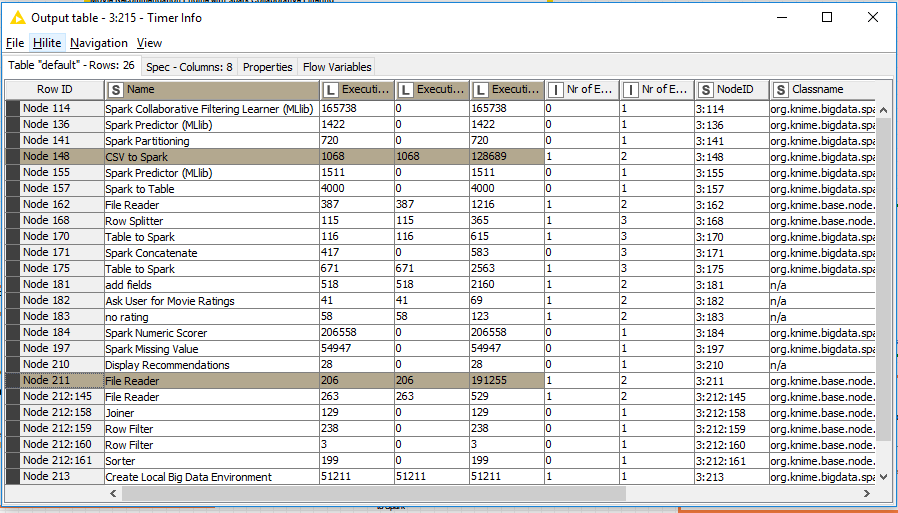 Output table - 3:215 - Timer Info
File Hilite Navigation View
Table "default" - Rows: 26 Spec - Columns: 8 Properties Flow Variables
Row ID S Name L Executi... L Executi... L Executi... I Nr of E... I Nr of E... S NodeID S Classname
Node 114 Spark Collaborative Filtering Learner (MLlib) 165738 0 165738 0 1 3:114 org.knime.bigdata.spa
Node 136 Spark Predictor (MLlib) 1422 0 1422 0 1 3:136 org.knime.bigdata.spa
Node 141 Spark Partitioning 720 0 720 0 1 3:141 org.knime.bigdata.spa
Node 148 CSV to Spark 1068 1068 128689 1 2 3:148 org.knime.bigdata.spa
Node 155 Spark Predictor (MLlib) 1511 0 1511 0 1 3:155 org.knime.bigdata.spa
Node 157 Spark to Table 4000 0 4000 0 1 3:157 org.knime.bigdata.spa
Node 162 File Reader 387 387 1216 1 2 3:162 org.knime.base.node.
Node 168 Row Splitter 115 115 365 1 3 3:168 org.knime.base.node.
Node 170 Table to Spark 116 116 615 1 3 3:170 org.knime.bigdata.spa
Node 171 Spark Concatenate 417 0 583 0 3 3:171 org.knime.bigdata.spa
Node 175 Table to Spark 671 671 2563 1 3 3:175 org.knime.bigdata.spa
Node 181 add fields 518 518 2160 1 2 3:181 n/a
Node 182 Ask User for Movie Ratings 41 41 69 1 2 3:182 n/a
Node 183 no rating 58 58 123 1 2 3:183 n/a
Node 184 Spark Numeric Scorer 206558 0 206558 0 1 3:184 org.knime.bigdata.spa
Node 197 Spark Missing Value 54947 0 54947 0 1 3:197 org.knime.bigdata.spa
Node 210 Display Recommendations 28 0 28 0 1 3:210 n/a
Node 211 File Reader 206 206 191255 1 2 3:211 org.knime.base.node.
Node 212:145 File Reader 263 263 529 1 2 3:212:145 org.knime.base.node.
Node 212:158 Joiner 129 0 129 0 1 3:212:158 org.knime.base.node.
Node 212:159 Row Filter 238 0 238 0 1 3:212:159 org.knime.base.node.
Node 212:160 Row Filter 3 0 3 0 1 3:212:160 org.knime.base.node.
Node 212:161 Sorter 199 0 199 0 1 3:212:161 org.knime.base.node.
Node 213 Create Local Big Data Environment 51211 51211 51211 1 1 3:213 org.knime.bigdata.spa
to Spark